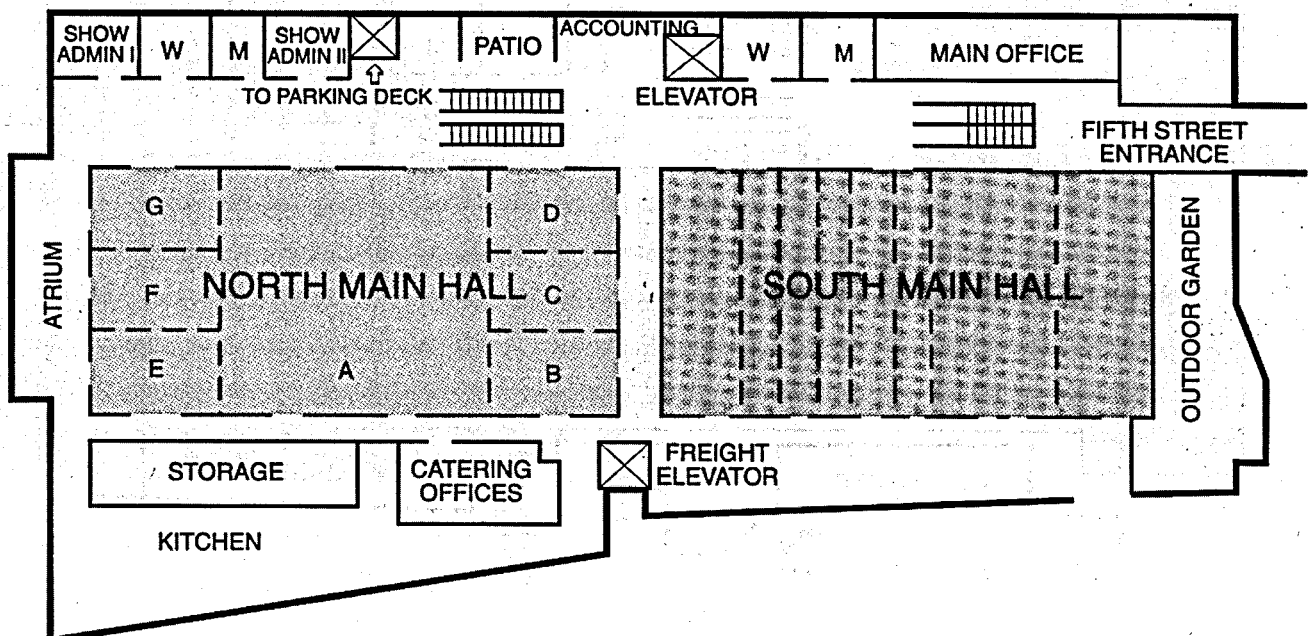 SHOW
ADMIN I
W
M
SHOW
ADMIN II
PATIO
ACCOUNTING
W
M
MAIN OFFICE
TO PARKING DECK
ELEVATOR
FIFTH STREET
ENTRANCE
G
D
ATRIUM
F
NORTH MAIN HALL
C
SOUTH MAIN HALL
OUTDOOR GARDEN
E
A
B
STORAGE
CATERING
OFFICES
FREIGHT
ELEVATOR
KITCHEN